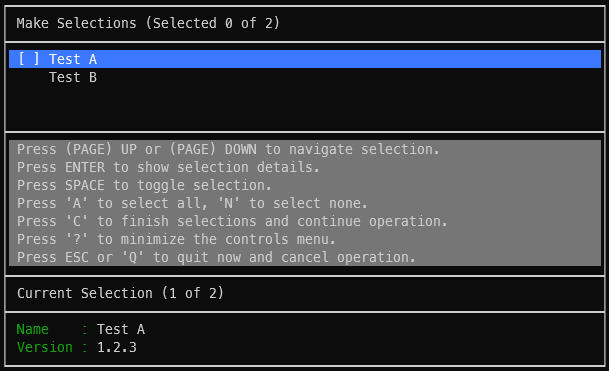 Make Selections (Selected 0 of 2)
[ ] Test A
Test B
Press (PAGE) UP or (PAGE) DOWN to navigate selection.
Press ENTER to show selection details.
Press SPACE to toggle selection.
Press 'A' to select all, 'N' to select none.
Press 'C' to finish selections and continue operation.
Press '?' to minimize the controls menu.
Press ESC or 'Q' to quit now and cancel operation.
Current Selection (1 of 2)
Name    : Test A
Version : 1.2.3